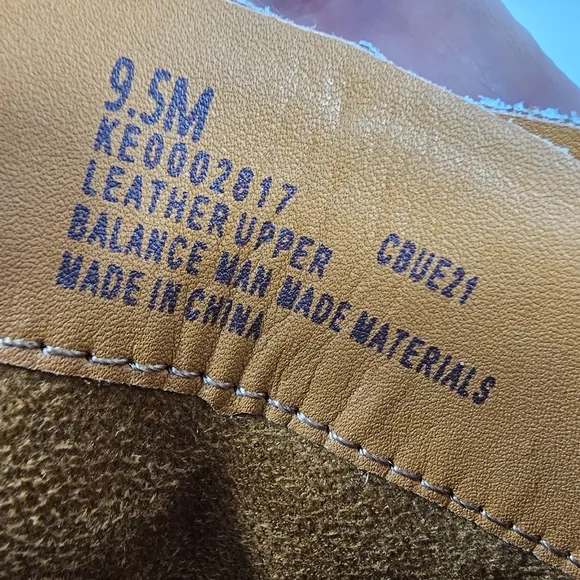 9.5M
KE0002817 CBUE21
LEATHER UPPER
BALANCE MAN MADE MATERIALS
MADE IN CHINA